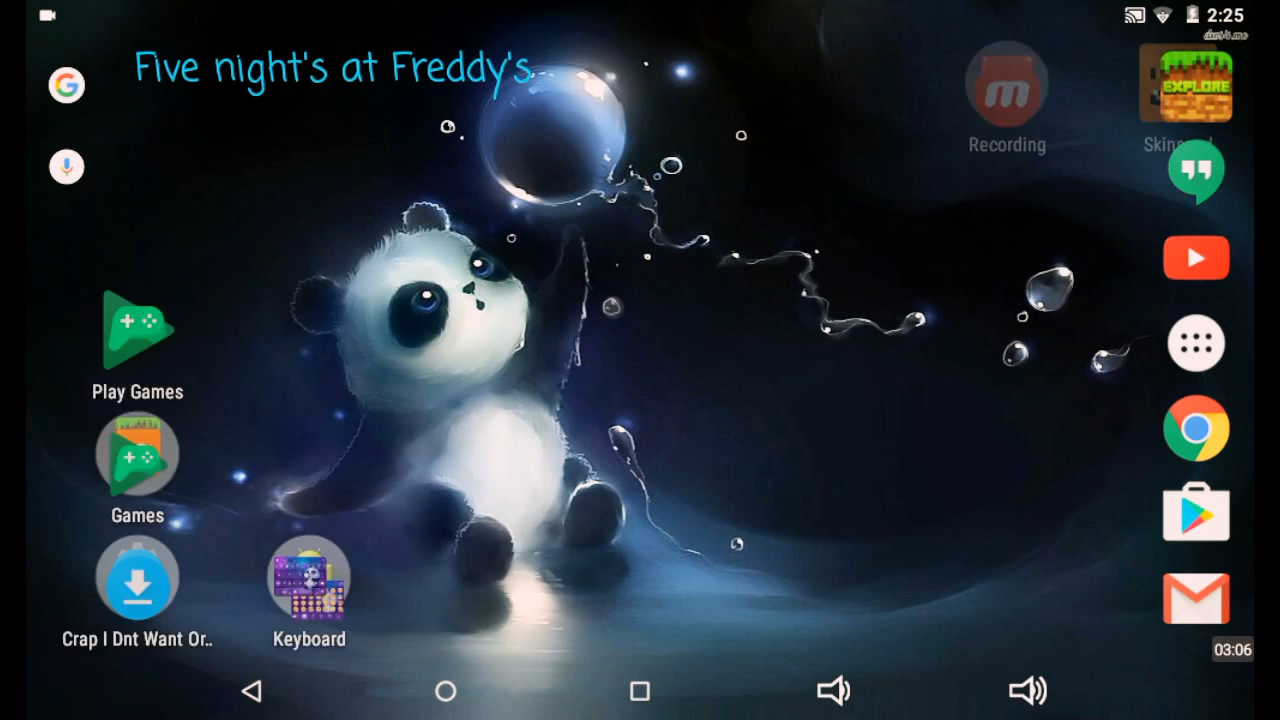 2:25
Five night's at Freddy's
EXPLORE
Recording
Play Games
Games
Crap I Dnt Want Or..
Keyboard
03:06